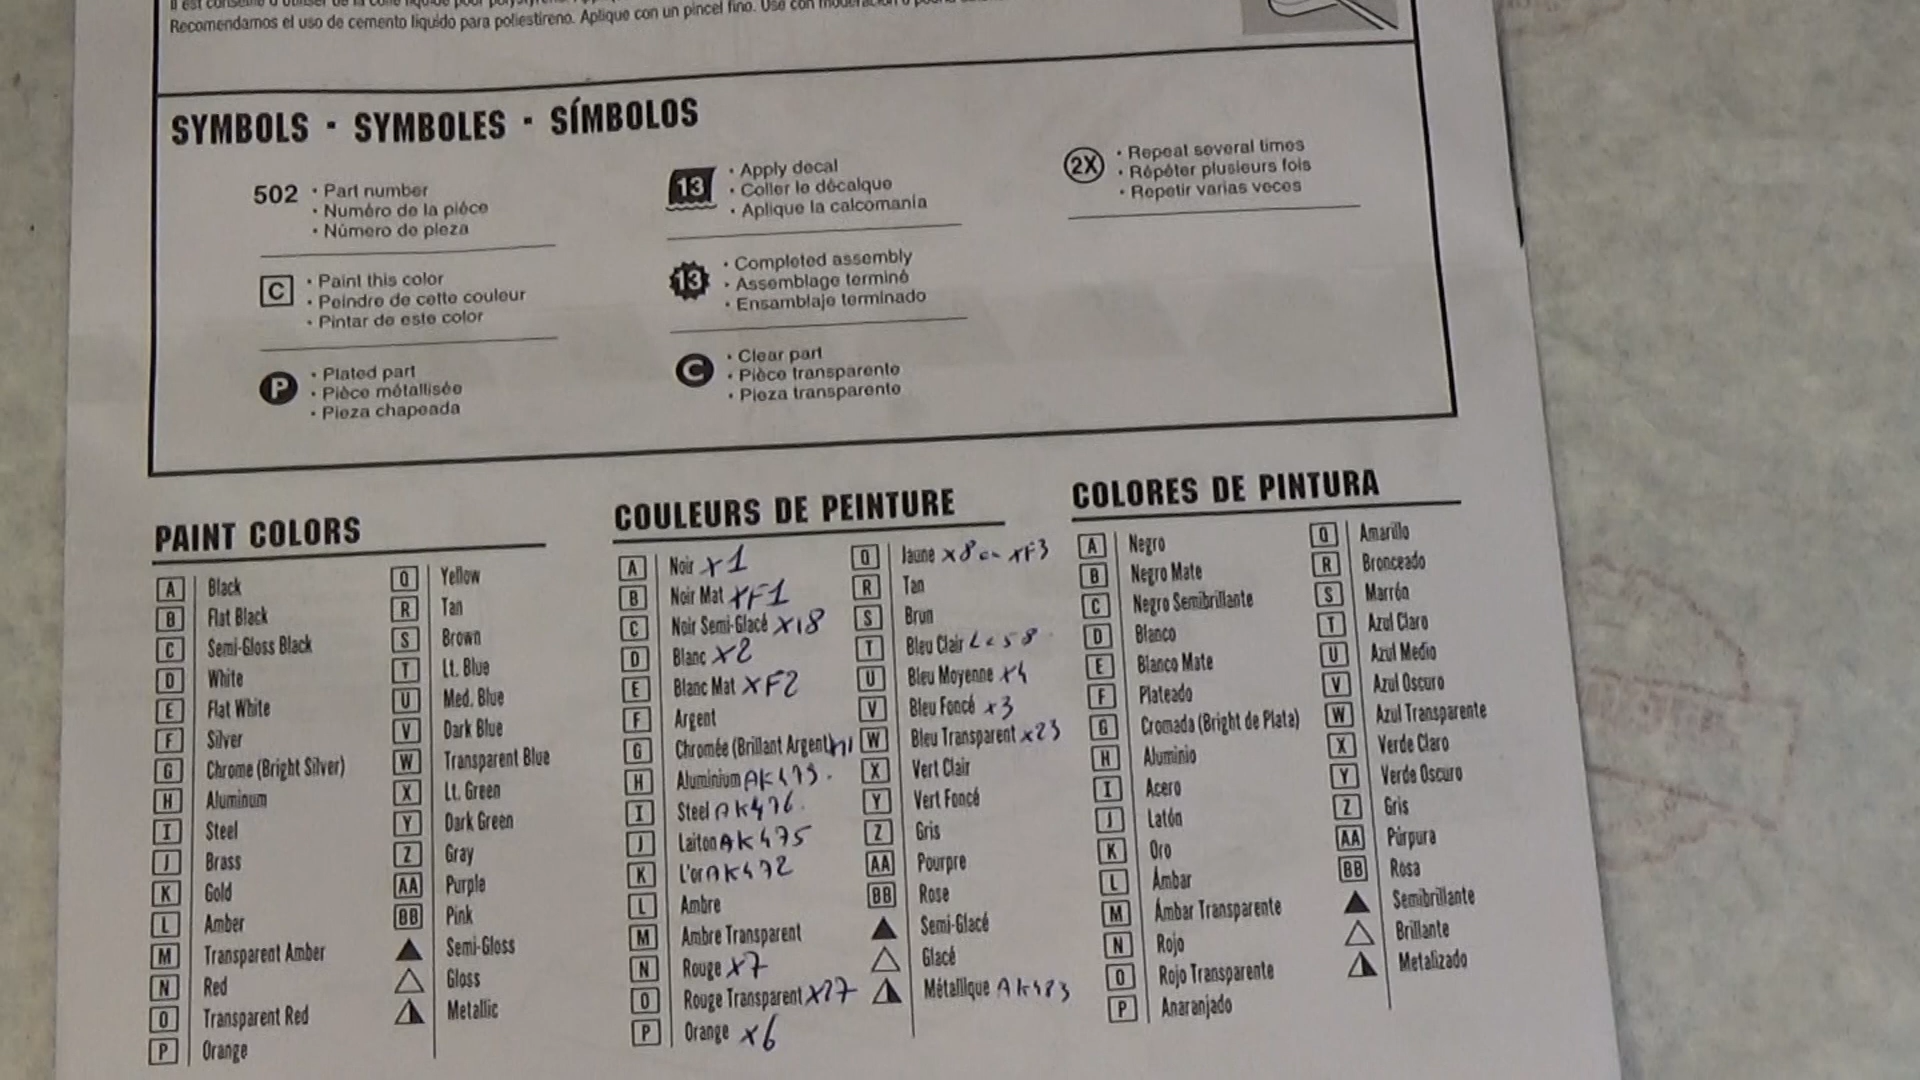 Recomendamos el uso de cemento líquido para poliestireno. Aplique con un pincel fino. Use con
SYMBOLS - SYMBOLES - SÍMBOLOS
502
• Part number
• Numéro de la pièce
• Número de pieza
C
• Paint this color
• Peindre de cette couleur
• Pintar de este color
P
• Plated part
• Pièce métallisée
• Pieza chapeada
13
• Apply decal
• Coller le décalque
• Aplique la calcomanía
13
• Completed assembly
• Assemblage terminé
• Ensamblaje terminado
C
• Clear part
• Pièce transparente
• Pieza transparente
2X
• Repeat several times
• Répéter plusieurs fois
• Repetir varias veces
PAINT COLORS
A Black
B Flat Black
C Semi-Gloss Black
D White
E Flat White
F Silver
G Chrome (Bright Silver)
H Aluminum
I Steel
J Brass
K Gold
L Amber
M Transparent Amber
N Red
O Transparent Red
P Orange
Q Yellow
R Tan
S Brown
T Lt. Blue
U Med. Blue
V Dark Blue
W Transparent Blue
X Lt. Green
Y Dark Green
Z Gray
AA Purple
BB Pink
Semi-Gloss
Gloss
Metallic
COULEURS DE PEINTURE
A Noir X1
B Noir Mat XF1
C Noir Semi-Glacé X18
D Blanc X2
E Blanc Mat XF2
F Argent
G Chromée (Brillant Argent)
H Aluminium AK479.
I Steel AK476.
J Laiton AK475
K L'or AK472
L Ambre
M Ambre Transparent
N Rouge X7
O Rouge Transparent X27
P Orange X6
Q Jaune X8 ou XF3
R Tan
S Brun
T Bleu Clair
U Bleu Moyenne X4
V Bleu Foncé X3
W Bleu Transparent X23
X Vert Clair
Y Vert Foncé
Z Gris
AA Pourpre
BB Rose
Semi-Glacé
Glacé
Métallique AK483
COLORES DE PINTURA
A Negro
B Negro Mate
C Negro Semibrillante
D Blanco
E Blanco Mate
F Plateado
G Cromada (Bright de Plata)
H Aluminio
I Acero
J Latón
K Oro
L Ámbar
M Ámbar Transparente
N Rojo
O Rojo Transparente
P Anaranjado
Q Amarillo
R Bronceado
S Marrón
T Azul Claro
U Azul Medio
V Azul Oscuro
W Azul Transparente
X Verde Claro
Y Verde Oscuro
Z Gris
AA Púrpura
BB Rosa
Semibrillante
Brillante
Metalizado